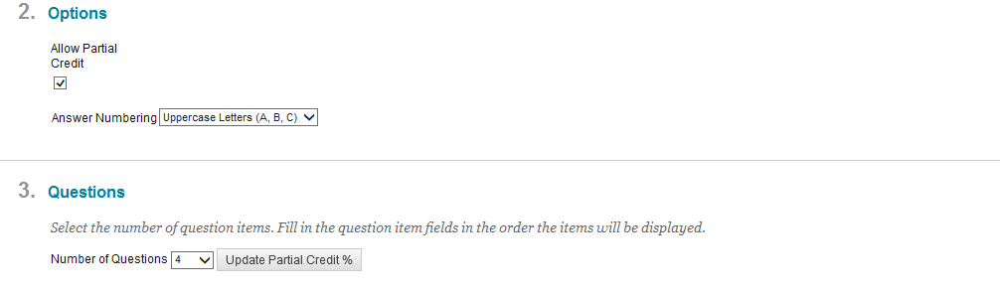 2. Options
Allow Partial
Credit
Answer Numbering Uppercase Letters (A, B, C)
3. Questions
Select the number of question items. Fill in the question item fields in the order the items will be displayed.
Number of Questions 4 Update Partial Credit %